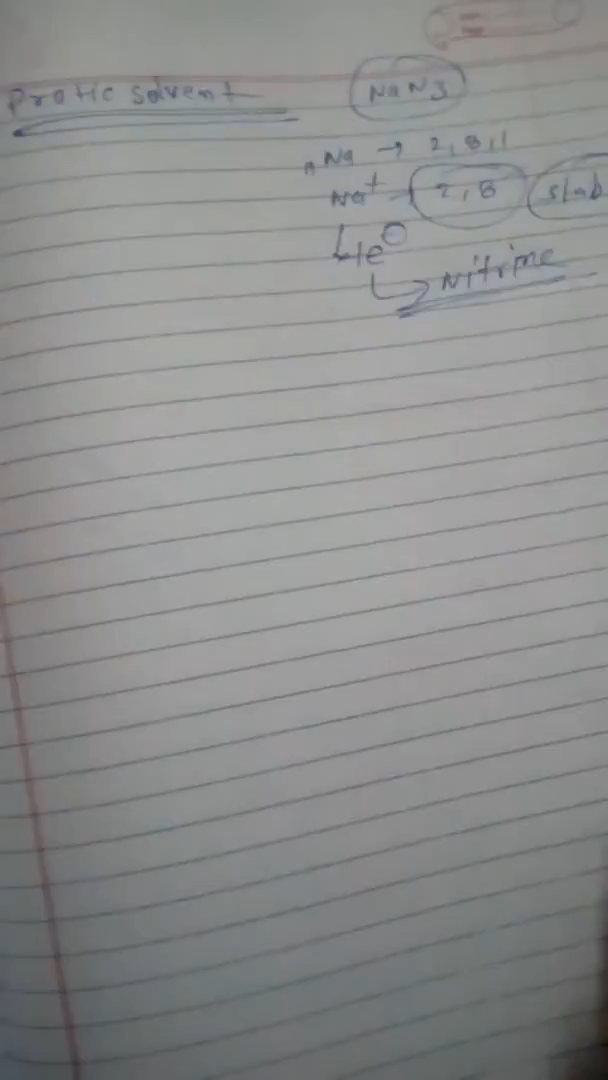 Protic solvent
NaN3
Na → 2, 8, 1
Na+ → 2, 8 stab
↳ 1e⊖
↳ Nitrine